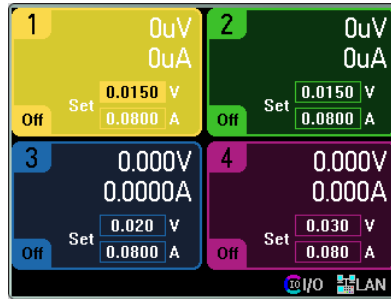 1 0uV
0uA
Set 0.0150 V
Off 0.0800 A
2 0uV
0uA
Set 0.0150 V
Off 0.0800 A
3 0.000V
0.0000A
Set 0.020 V
Off 0.0800 A
4 0.000V
0.000A
Set 0.030 V
Off 0.080 A
IO I/O LAN